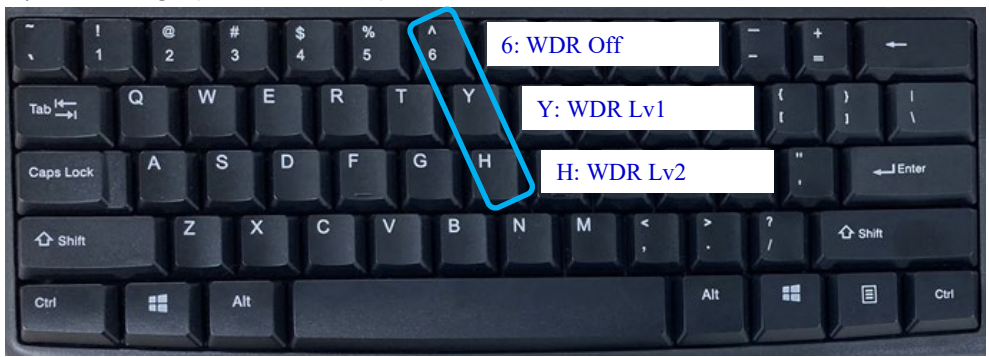 ~ ! @ # $ % ^ 6: WDR Off — +
` 1 2 3 4 5 6 - =
Tab Q W E R T Y Y: WDR Lv1 { } |
[ ] \
Caps Lock A S D F G H H: WDR Lv2 " Enter
'
Shift Z X C V B N M < > ? Shift
, . /
Ctrl Alt Alt Ctrl